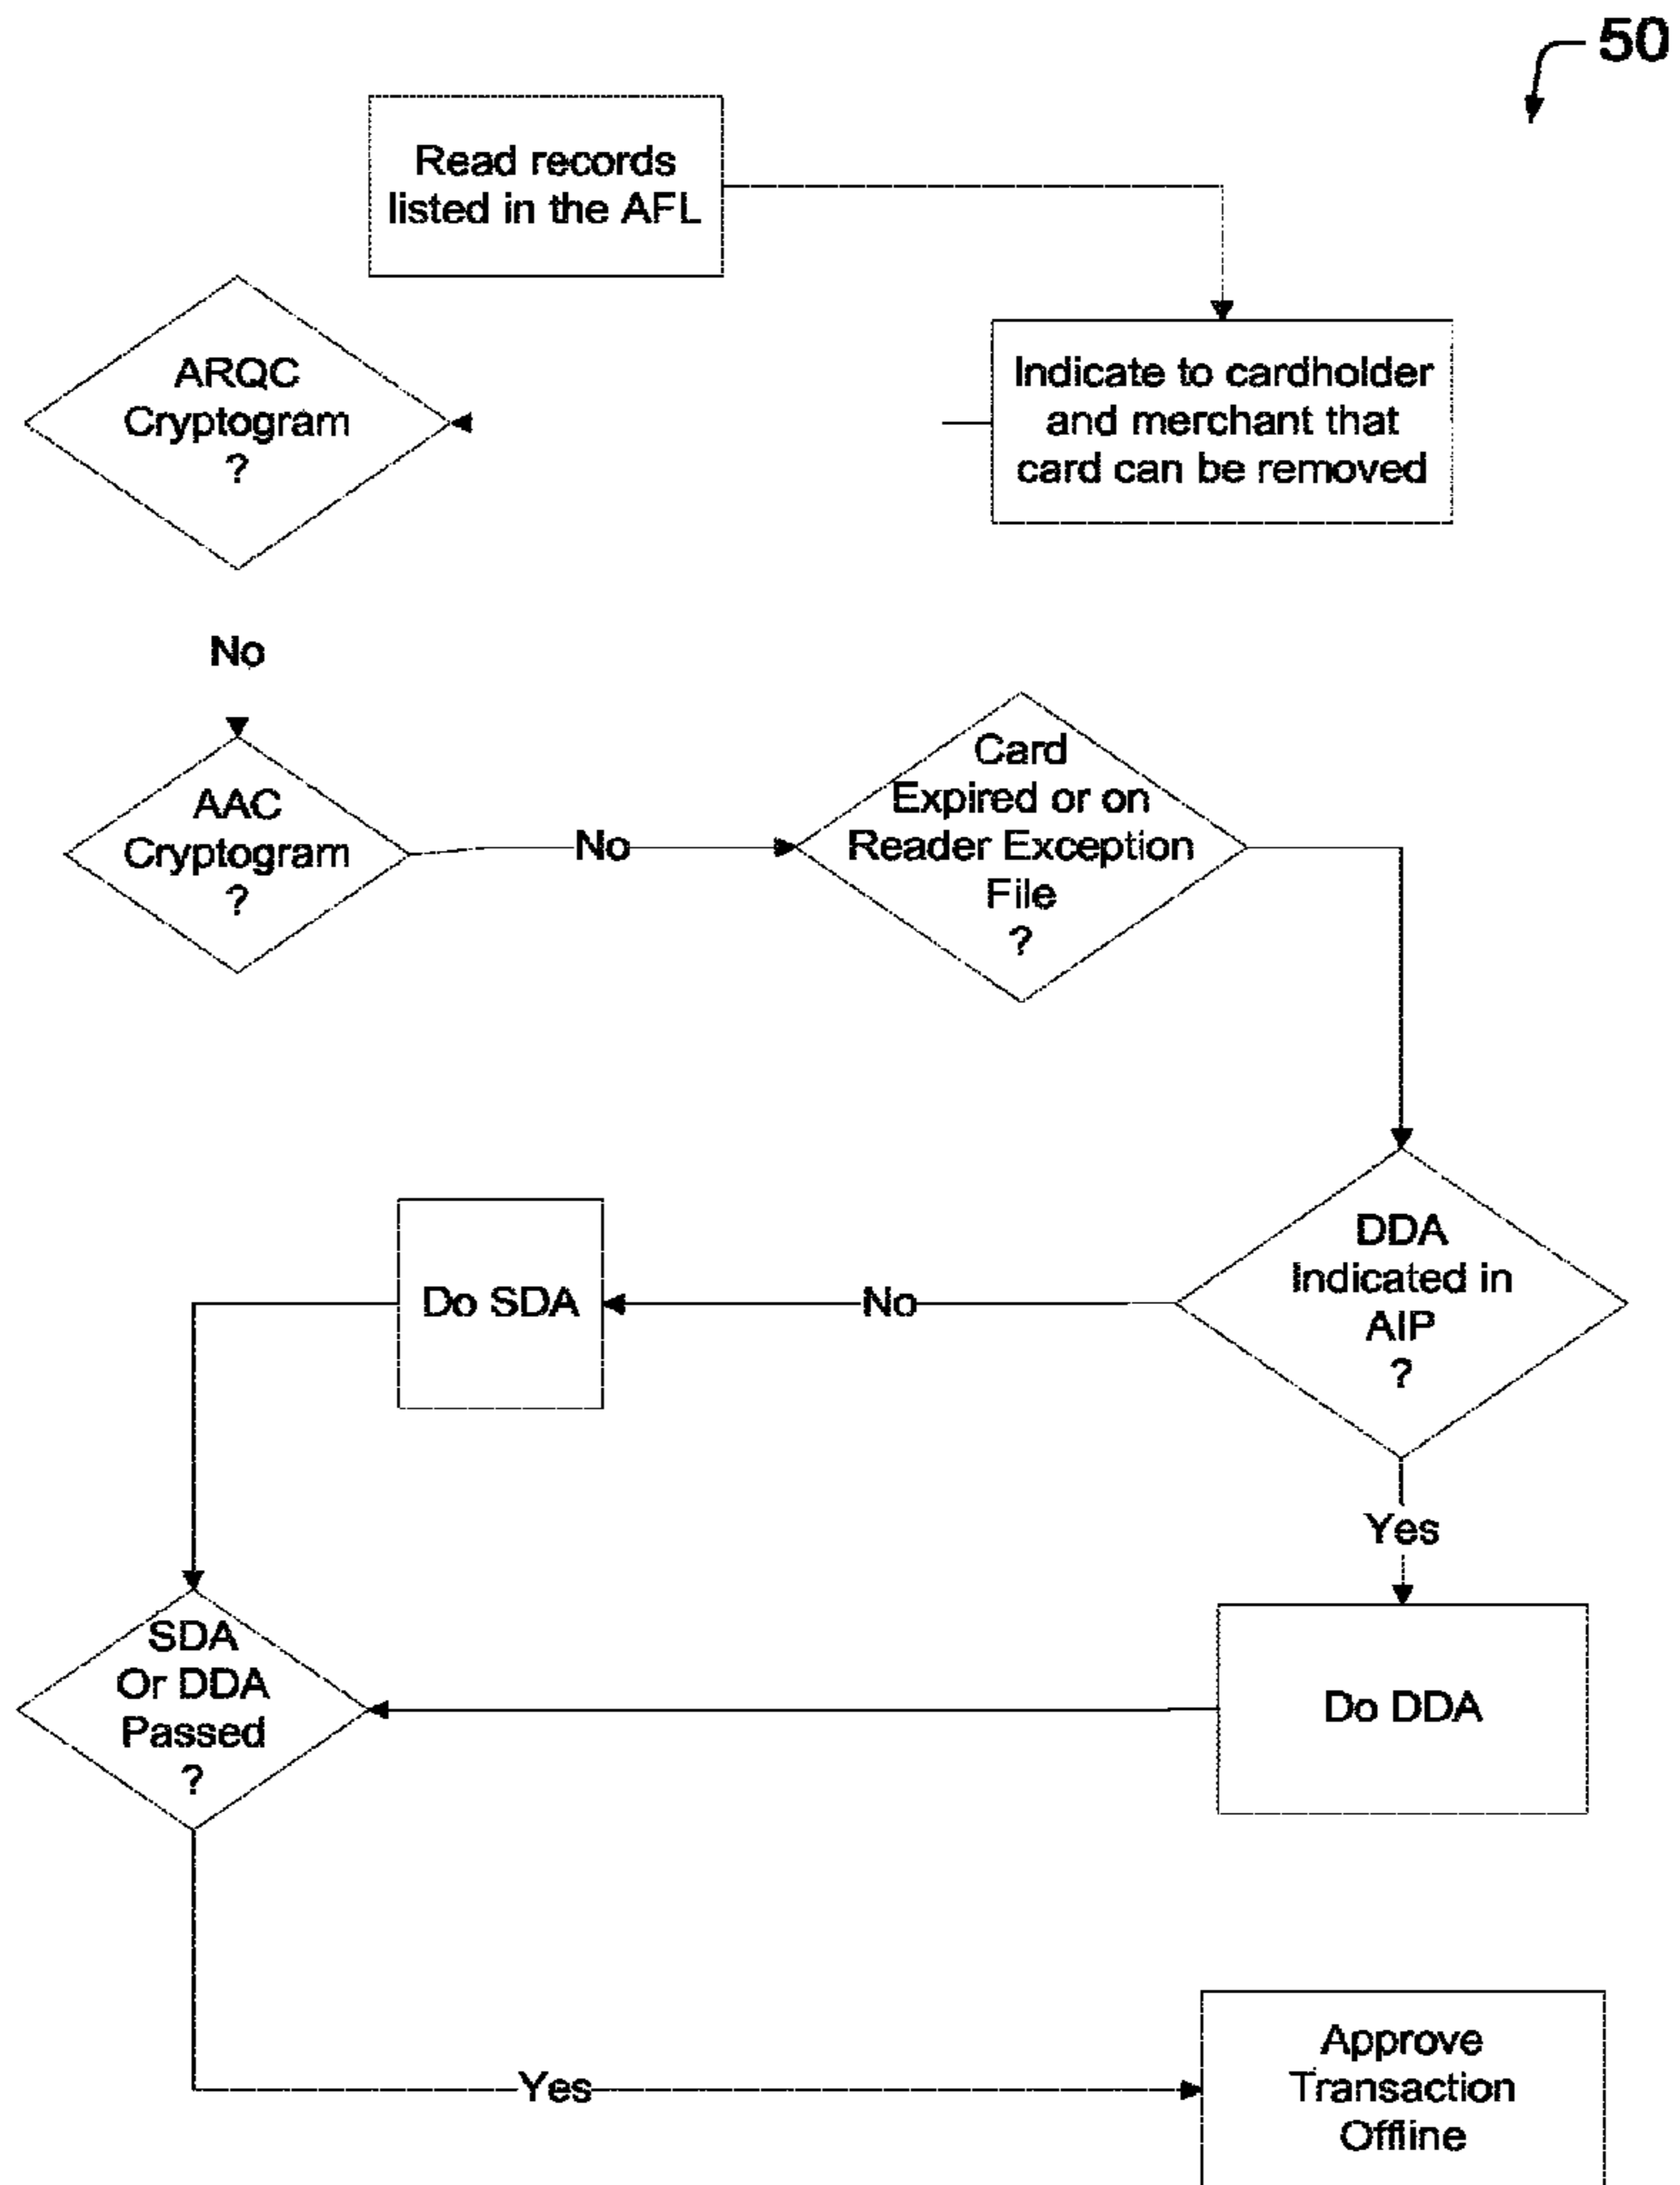 50
Read records
listed in the AFL
Indicate to cardholder
and merchant that
card can be removed
ARQC
Cryptogram
?
No
AAC
Cryptogram
?
No
Card
Expired or on
Reader Exception
File
?
DDA
Indicated in
AIP
?
No
Do SDA
Yes
Do DDA
SDA
Or DDA
Passed
?
Yes
Approve
Transaction
Offline